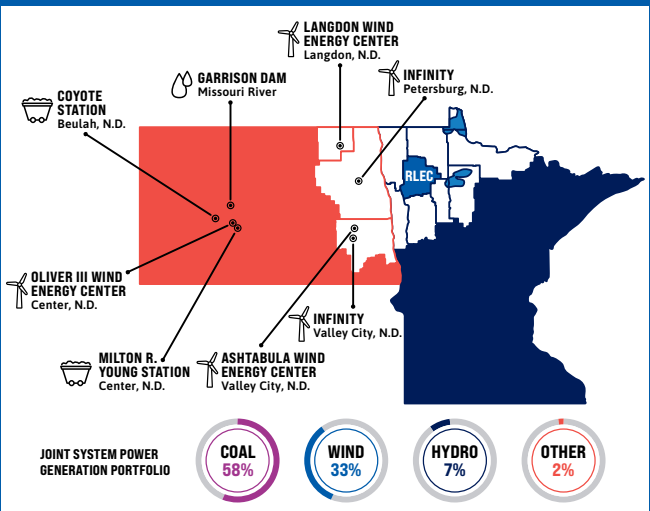 LANGDON WIND
ENERGY CENTER
Langdon, N.D.
GARRISON DAM
Missouri River
INFINITY
Petersburg, N.D.
COYOTE
STATION
Beulah, N.D.
RLEC
OLIVER III WIND
ENERGY CENTER
Center, N.D.
INFINITY
Valley City, N.D.
MILTON R.
YOUNG STATION
Center, N.D.
ASHTABULA WIND
ENERGY CENTER
Valley City, N.D.
JOINT SYSTEM POWER
GENERATION PORTFOLIO
COAL
58%
WIND
33%
HYDRO
7%
OTHER
2%